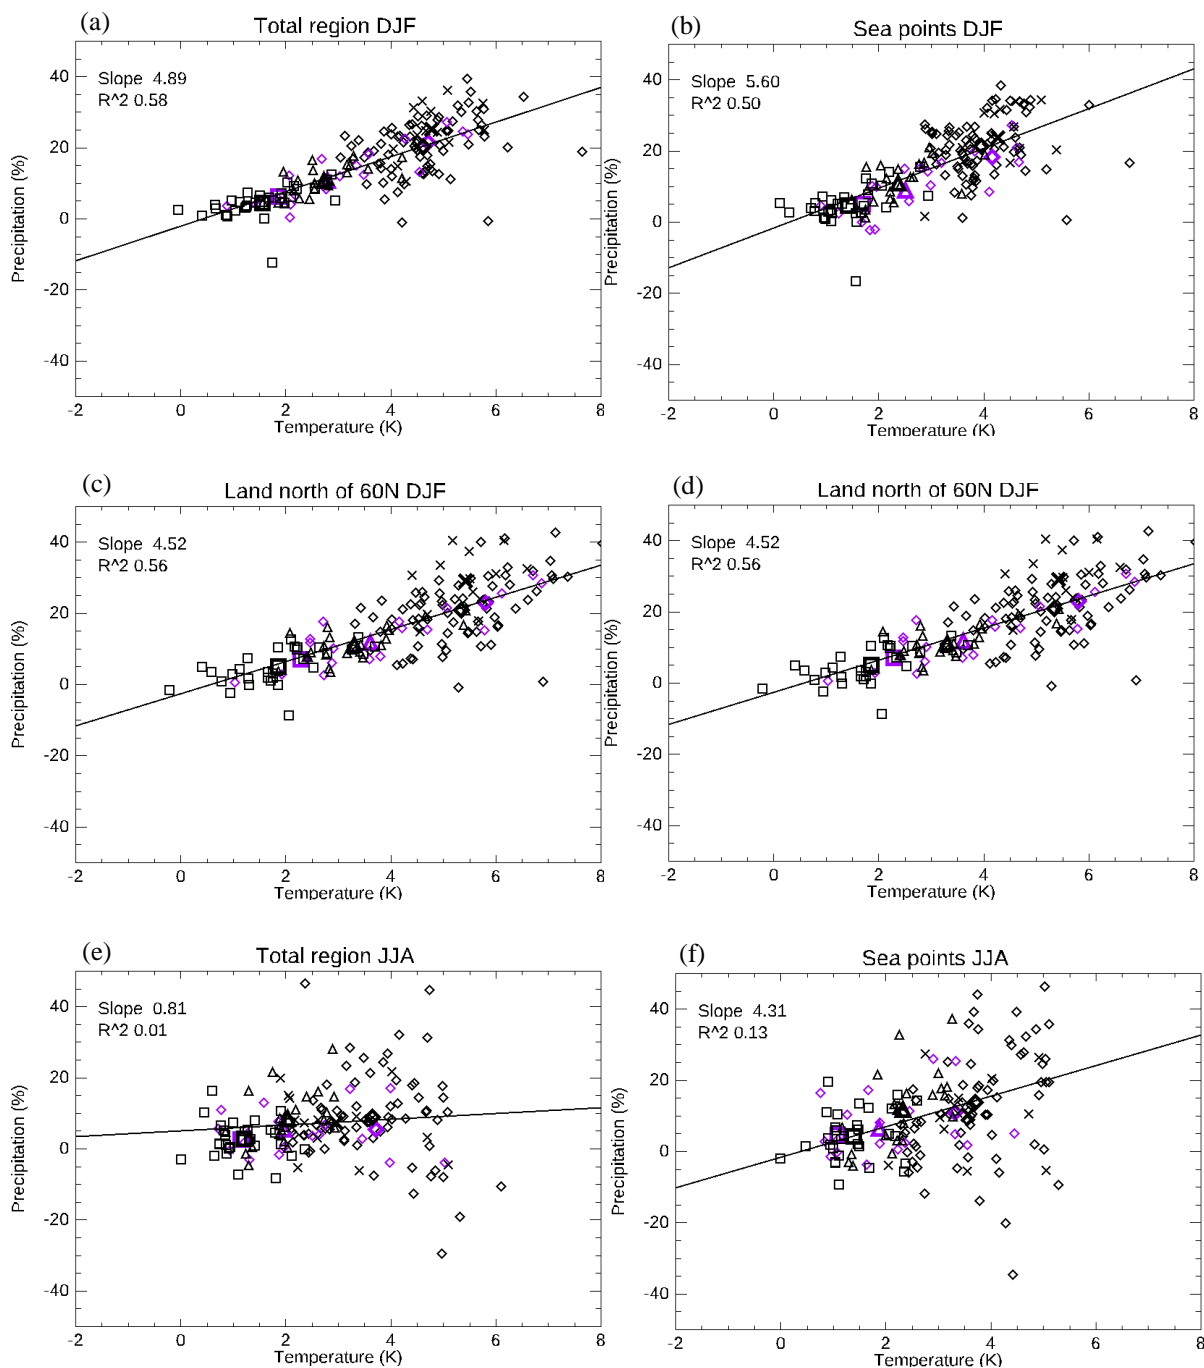 (a)
Total region DJF
Slope 4.89
R^2 0.58
40
20
0
-20
-40
Precipitation (%)
-2
0
2
4
6
8
Temperature (K)
(b)
Sea points DJF
Slope 5.60
R^2 0.50
40
20
0
-20
-40
Precipitation (%)
-2
0
2
4
6
8
Temperature (K)
(c)
Land north of 60N DJF
Slope 4.52
R^2 0.56
40
20
0
-20
-40
Precipitation (%)
-2
0
2
4
6
8
Temperature (K)
(d)
Land north of 60N DJF
Slope 4.52
R^2 0.56
40
20
0
-20
-40
Precipitation (%)
-2
0
2
4
6
8
Temperature (K)
(e)
Total region JJA
Slope 0.81
R^2 0.01
40
20
0
-20
-40
Precipitation (%)
-2
0
2
4
6
8
Temperature (K)
(f)
Sea points JJA
Slope 4.31
R^2 0.13
40
20
0
-20
-40
Precipitation (%)
-2
0
2
4
6
8
Temperature (K)